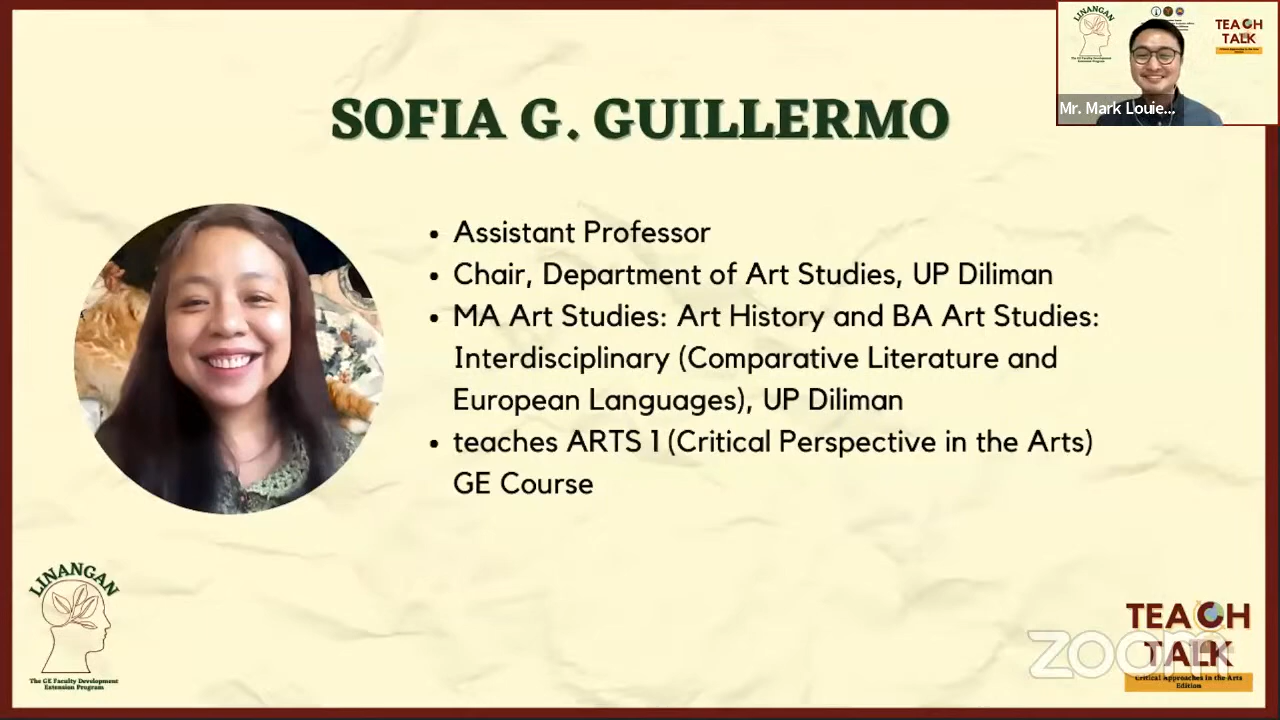 SOFIA G. GUILLERMO
• Assistant Professor
• Chair, Department of Art Studies, UP Diliman
• MA Art Studies: Art History and BA Art Studies:
Interdisciplinary (Comparative Literature and
European Languages), UP Diliman
• teaches ARTS 1 (Critical Perspective in the Arts)
GE Course
LINANGAN
TEACH
TALK
Mr. Mark Louie...
LINANGAN
The GE Faculty Development
Extension Program
TEACH
TALK
Critical Approaches in the Arts
Edition
zoom